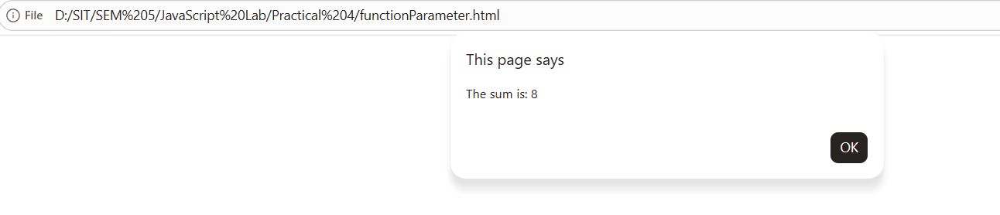 File D:/SIT/SEM%205/JavaScript%20Lab/Practical%204/functionParameter.html
This page says
The sum is: 8
OK